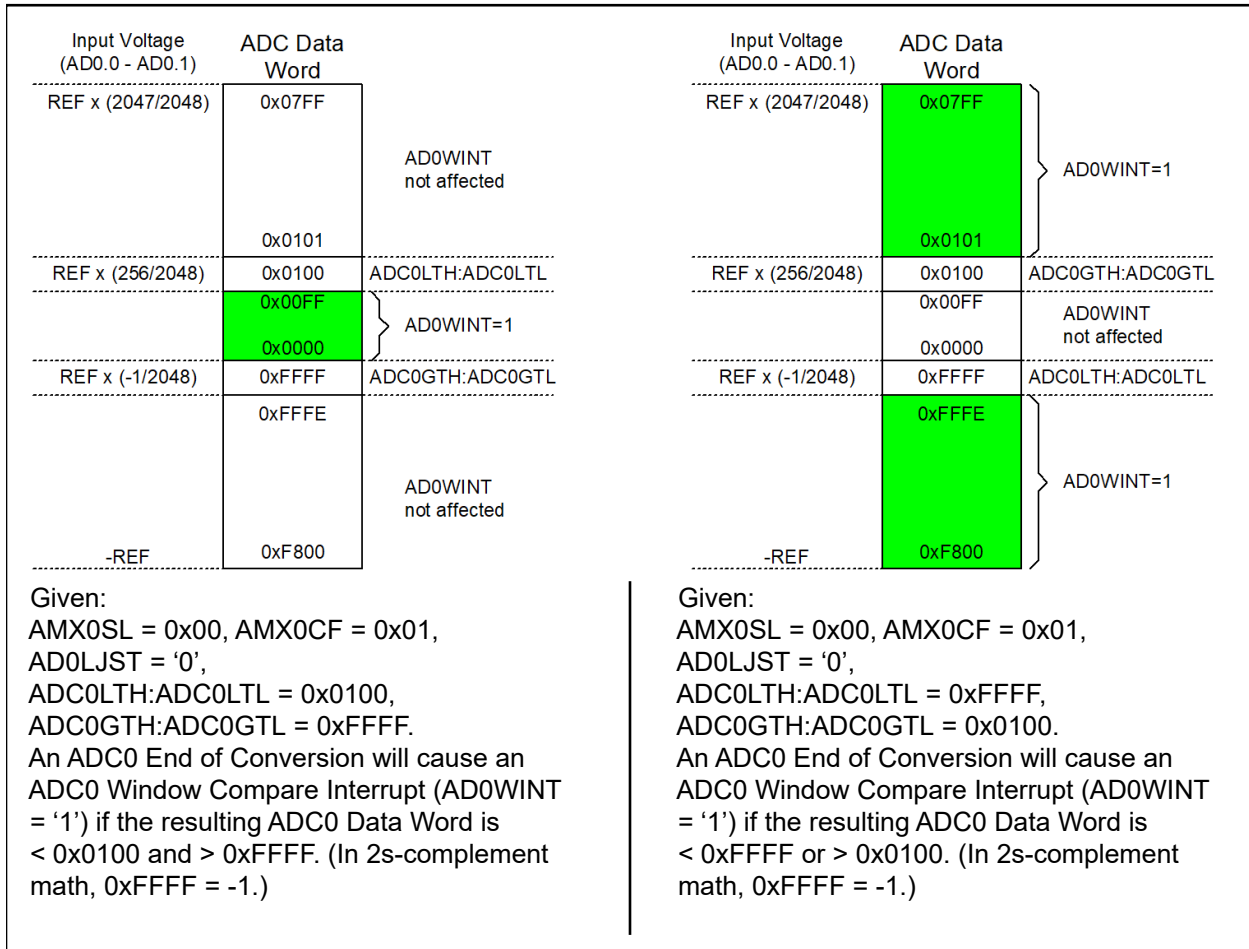 Input Voltage
(AD0.0 - AD0.1)
ADC Data
Word
REF x (2047/2048)
0x07FF
AD0WINT
not affected
0x0101
REF x (256/2048)
0x0100
ADC0LTH:ADC0LTL
0x00FF
AD0WINT=1
0x0000
REF x (-1/2048)
0xFFFF
ADC0GTH:ADC0GTL
0xFFFE
AD0WINT
not affected
-REF
0xF800
Given:
AMX0SL = 0x00, AMX0CF = 0x01,
AD0LJST = ‘0’,
ADC0LTH:ADC0LTL = 0x0100,
ADC0GTH:ADC0GTL = 0xFFFF.
An ADC0 End of Conversion will cause an
ADC0 Window Compare Interrupt (AD0WINT
= ‘1’) if the resulting ADC0 Data Word is
< 0x0100 and > 0xFFFF. (In 2s-complement
math, 0xFFFF = -1.)
Input Voltage
(AD0.0 - AD0.1)
ADC Data
Word
REF x (2047/2048)
0x07FF
AD0WINT=1
0x0101
REF x (256/2048)
0x0100
ADC0GTH:ADC0GTL
0x00FF
AD0WINT
not affected
0x0000
REF x (-1/2048)
0xFFFF
ADC0LTH:ADC0LTL
0xFFFE
AD0WINT=1
-REF
0xF800
Given:
AMX0SL = 0x00, AMX0CF = 0x01,
AD0LJST = ‘0’,
ADC0LTH:ADC0LTL = 0xFFFF,
ADC0GTH:ADC0GTL = 0x0100.
An ADC0 End of Conversion will cause an
ADC0 Window Compare Interrupt (AD0WINT
= ‘1’) if the resulting ADC0 Data Word is
< 0xFFFF or > 0x0100. (In 2s-complement
math, 0xFFFF = -1.)